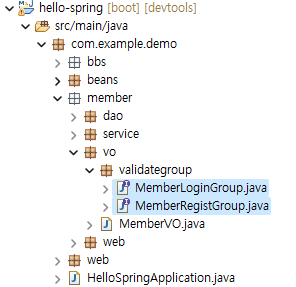 hello-spring [boot] [devtools]
src/main/java
com.example.demo
bbs
beans
member
dao
service
vo
validategroup
MemberLoginGroup.java
MemberRegistGroup.java
MemberVO.java
web
web
HelloSpringApplication.java